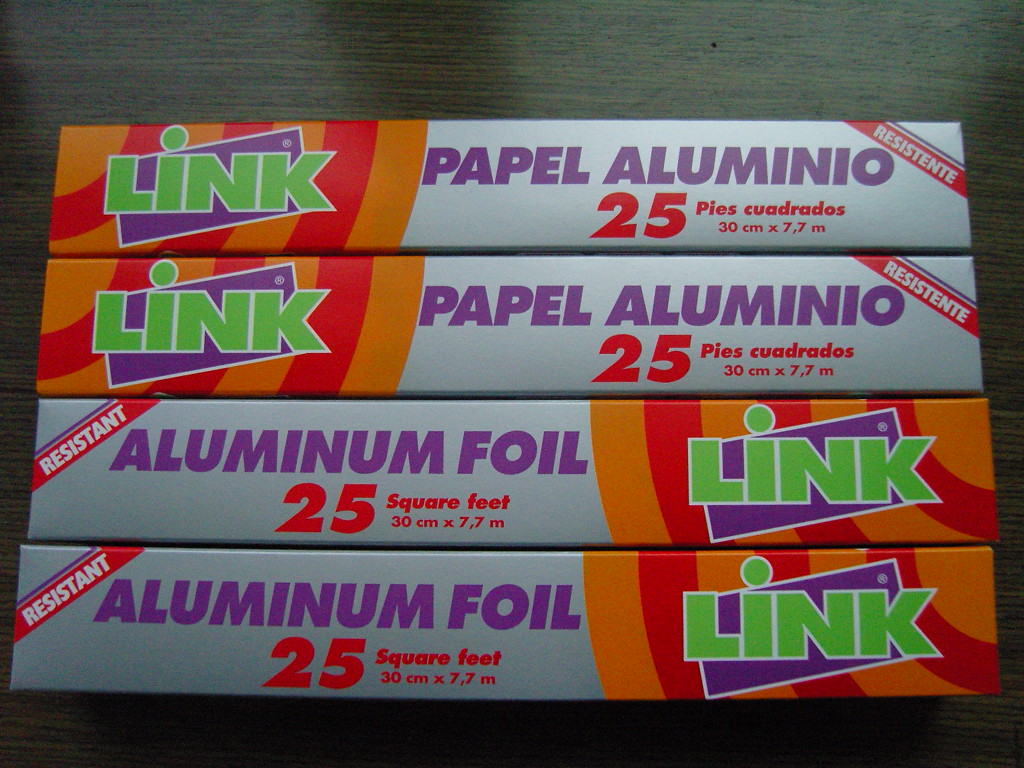 LINK®
PAPEL ALUMINIO
RESISTENTE
25 Pies cuadrados
30 cm x 7,7 m
LINK®
PAPEL ALUMINIO
RESISTENTE
25 Pies cuadrados
30 cm x 7,7 m
RESISTANT
ALUMINUM FOIL
25 Square feet
30 cm x 7,7 m
LINK®
RESISTANT
ALUMINUM FOIL
25 Square feet
30 cm x 7,7 m
LINK®